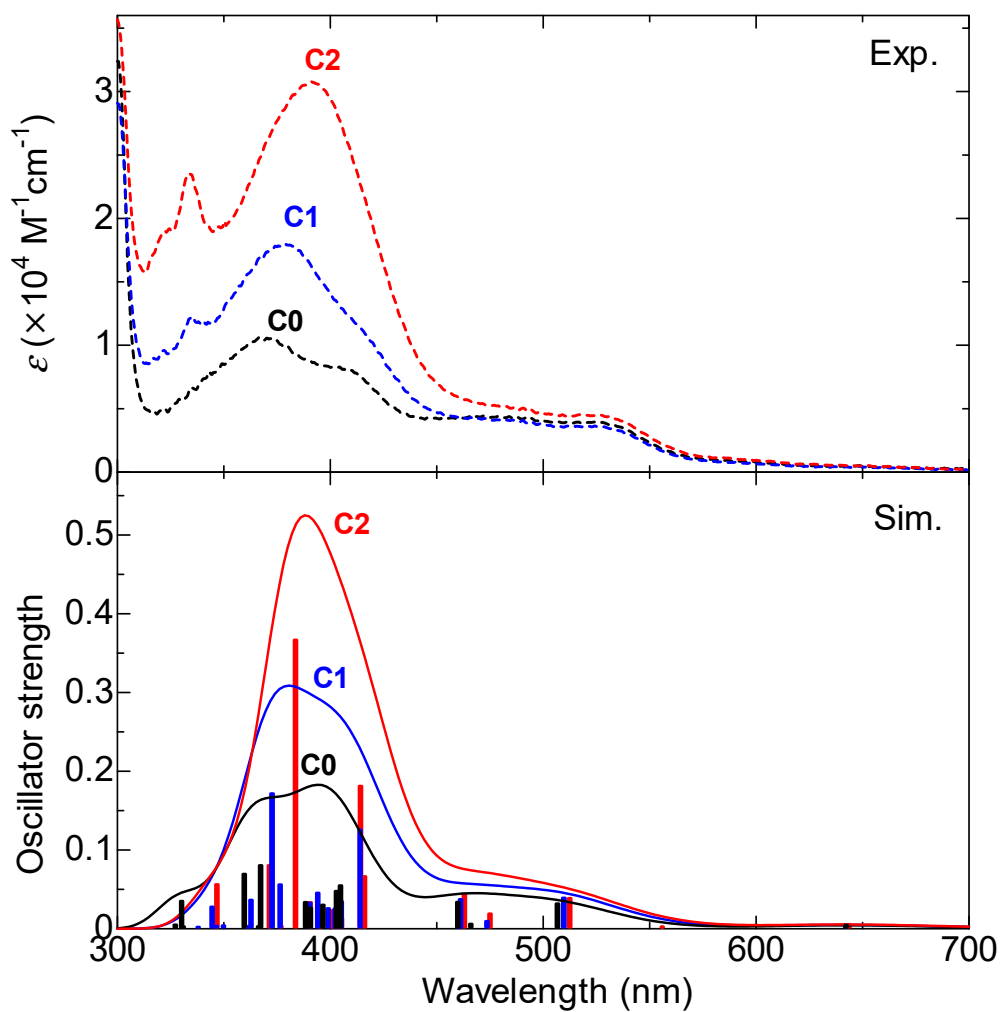 Exp.
C2
C1
C0
3
2
1
0
ε (×10⁴ M⁻¹cm⁻¹)
Sim.
C2
C1
C0
0.5
0.4
0.3
0.2
0.1
0
Oscillator strength
300 400 500 600 700
Wavelength (nm)